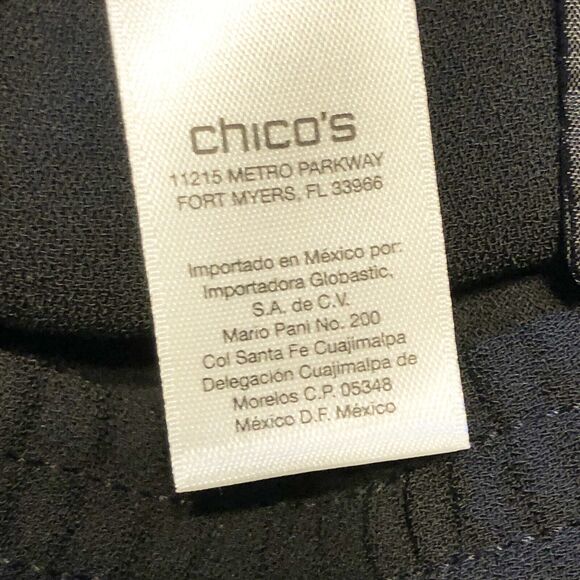 chico's
11215 METRO PARKWAY
FORT MYERS, FL 33966
Importado en México por:
Importadora Globastic,
S.A. de C.V.
Mario Pani No. 200
Col Santa Fe Cuajimalpa
Delegación Cuajimalpa de
Morelos C.P. 05348
México D.F. México